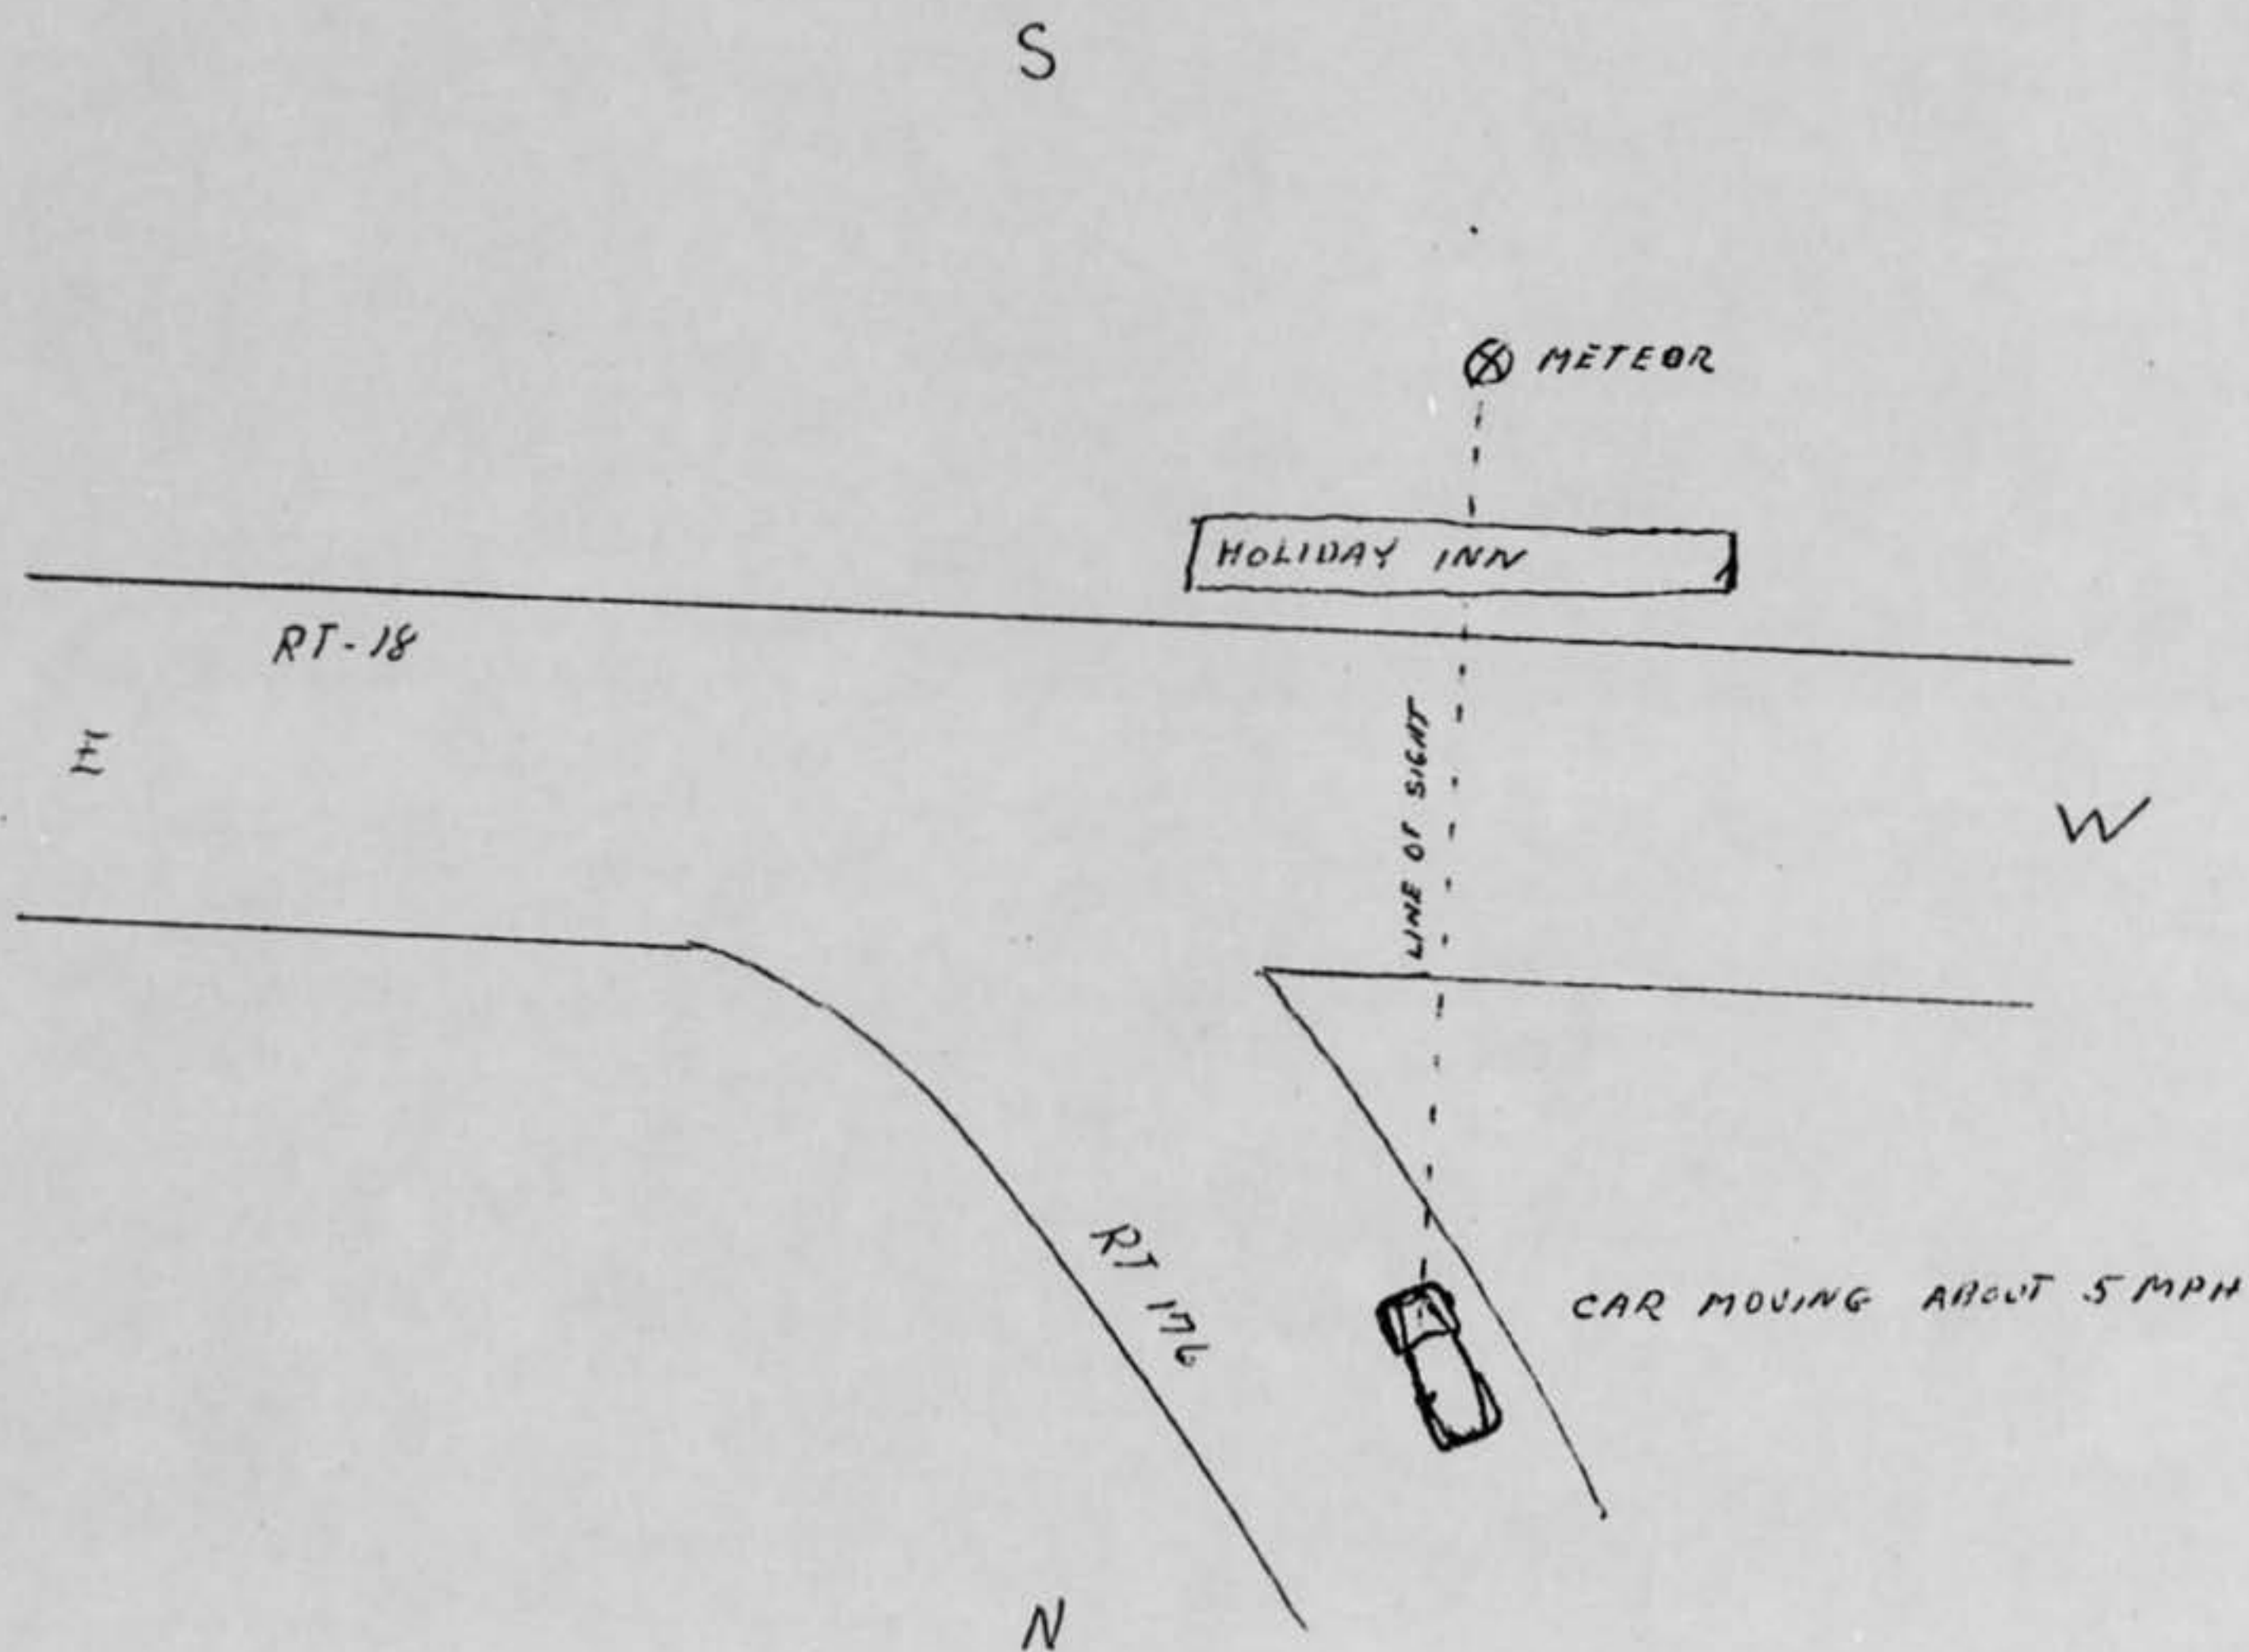 S
METEOR
HOLIDAY INN
RT-18
E
LINE OF SIGHT
W
RT 176
CAR MOVING ABOUT 5 MPH
N